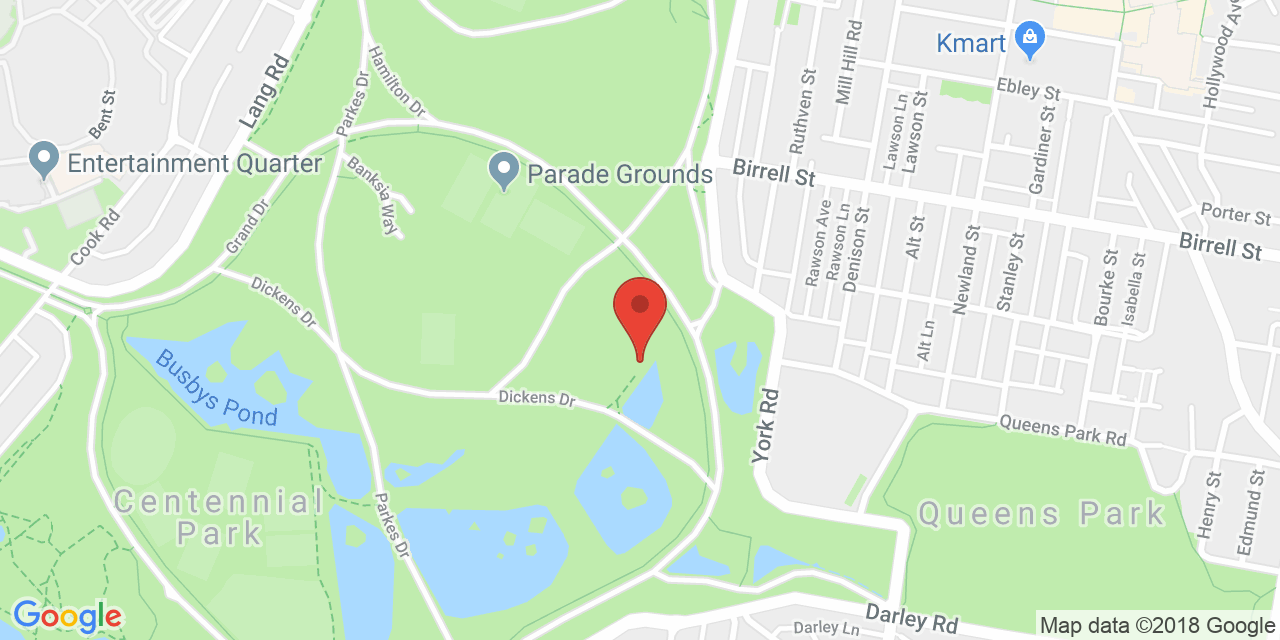 Kmart
Hollywood Ave
Ebley St
Mill Hill Rd
Ruthven St
Lawson Ln
Lawson St
Gardiner St
Lang Rd
Bent St
Parkes Dr
Hamilton Dr
Entertainment Quarter
Banksia Way
Parade Grounds
Birrell St
Cook Rd
Grand Dr
Rawson Ave
Rawson Ln
Denison St
Alt St
Newland St
Stanley St
Porter St
Birrell St
Bourke St
Isabella St
Dickens Dr
Alt Ln
Busbys Pond
Dickens Dr
York Rd
Queens Park Rd
Centennial
Park
Parkes Dr
Queens Park
Henry St
Edmund St
Google
Darley Rd
Darley Ln
Map data ©2018 Google